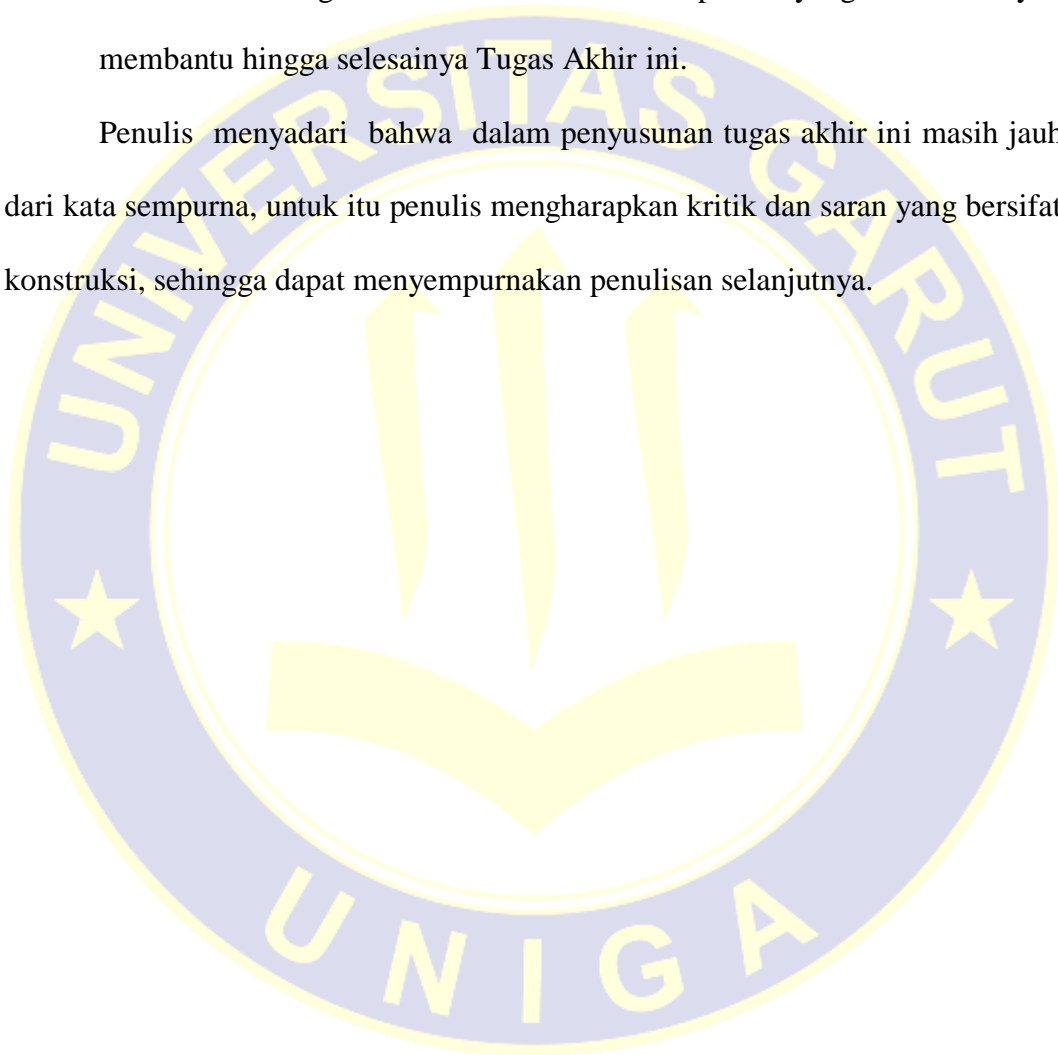 membantu hingga selesainya Tugas Akhir ini.
Penulis menyadari bahwa dalam penyusunan tugas akhir ini masih jauh
dari kata sempurna, untuk itu penulis mengharapkan kritik dan saran yang bersifat
konstruksi, sehingga dapat menyempurnakan penulisan selanjutnya.
UNIVERSITAS GARUT
UNIGA